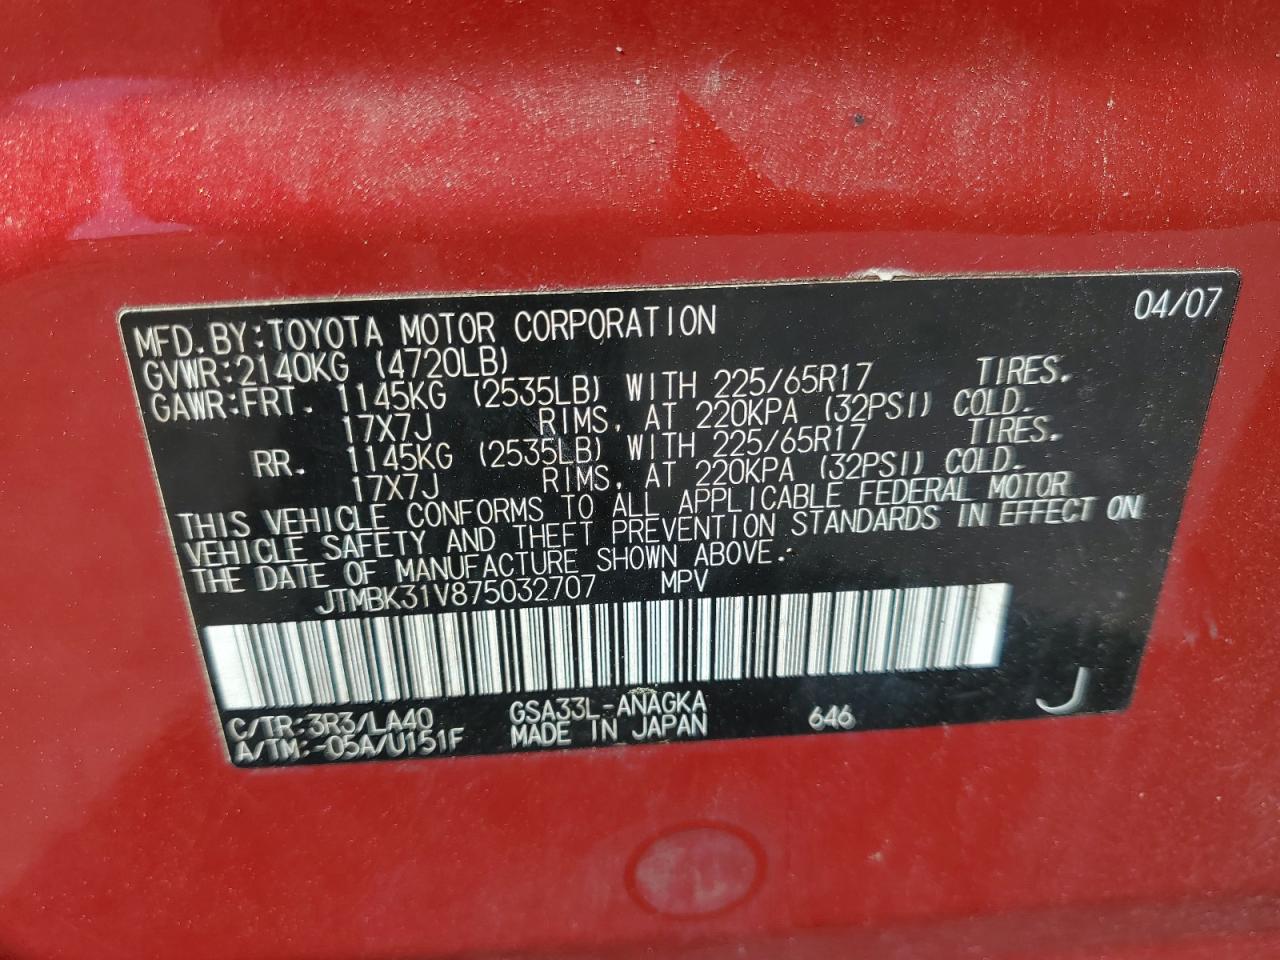 04/07
MFD.BY:TOYOTA MOTOR CORPORATION
GVWR:2140KG (4720LB)
GAWR:FRT. 1145KG (2535LB) WITH 225/65R17 TIRES.
17X7J RIMS, AT 220KPA (32PSI) COLD.
RR. 1145KG (2535LB) WITH 225/65R17 TIRES.
17X7J RIMS, AT 220KPA (32PSI) COLD.
THIS VEHICLE CONFORMS TO ALL APPLICABLE FEDERAL MOTOR
VEHICLE SAFETY AND THEFT PREVENTION STANDARDS IN EFFECT ON
THE DATE OF MANUFACTURE SHOWN ABOVE.
JTMBK31V875032707 MPV
C/TR:3R3/LA40 GSA33L-ANAGKA 646 J
A/TM:-05A/U151F MADE IN JAPAN